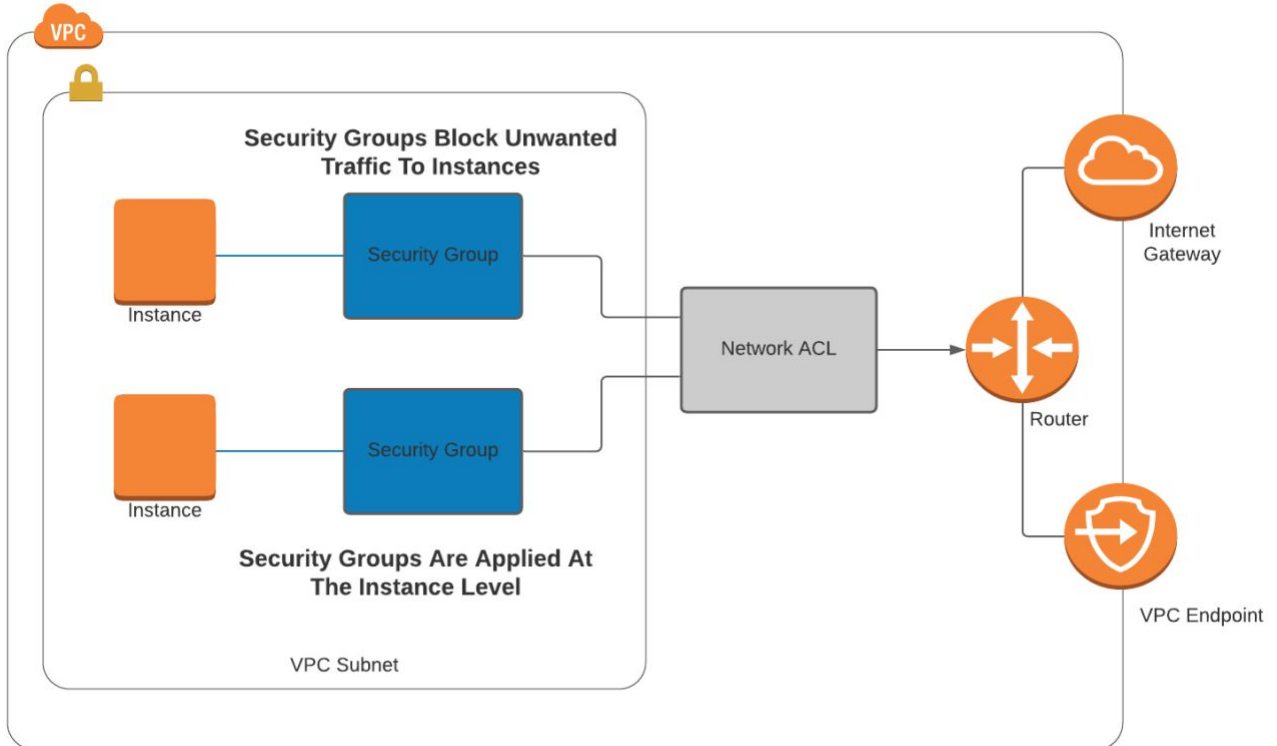 VPC
Security Groups Block Unwanted
Traffic To Instances
Security Group
Instance
Internet
Gateway
Network ACL
Router
Security Group
Instance
Security Groups Are Applied At
The Instance Level
VPC Endpoint
VPC Subnet